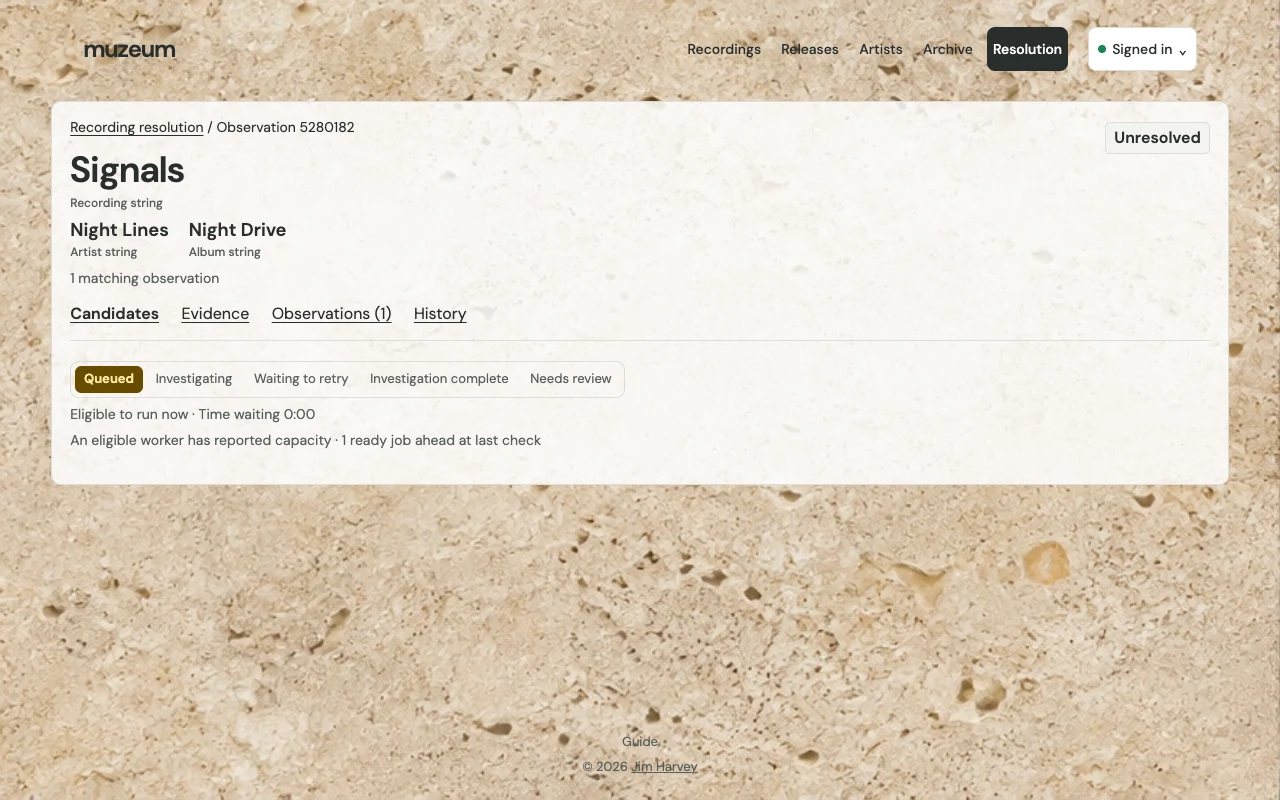 muzeum
Recordings Releases Artists Archive Resolution Signed in
Recording resolution / Observation 5280182
Unresolved
Signals
Recording string
Night Lines Night Drive
Artist string Album string
1 matching observation
Candidates Evidence Observations (1) History
Queued Investigating Waiting to retry Investigation complete Needs review
Eligible to run now · Time waiting 0:00
An eligible worker has reported capacity · 1 ready job ahead at last check
Guide
© 2026 Jim Harvey